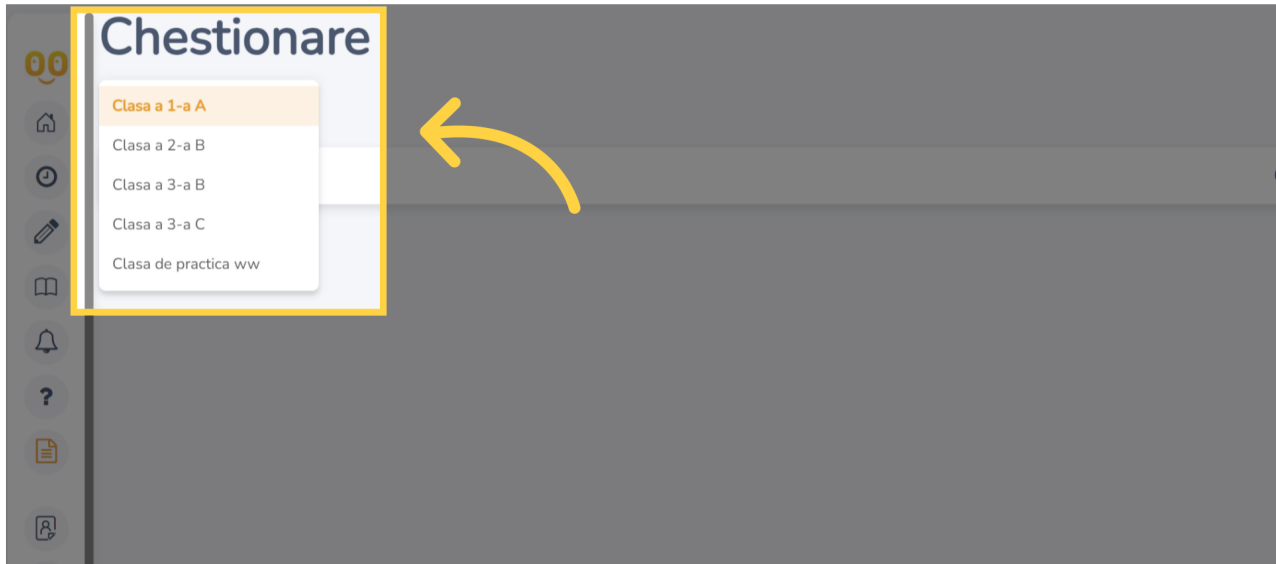 Chestionare
Clasa a 1-a A
Clasa a 2-a B
Clasa a 3-a B
Clasa a 3-a C
Clasa de practica ww
?